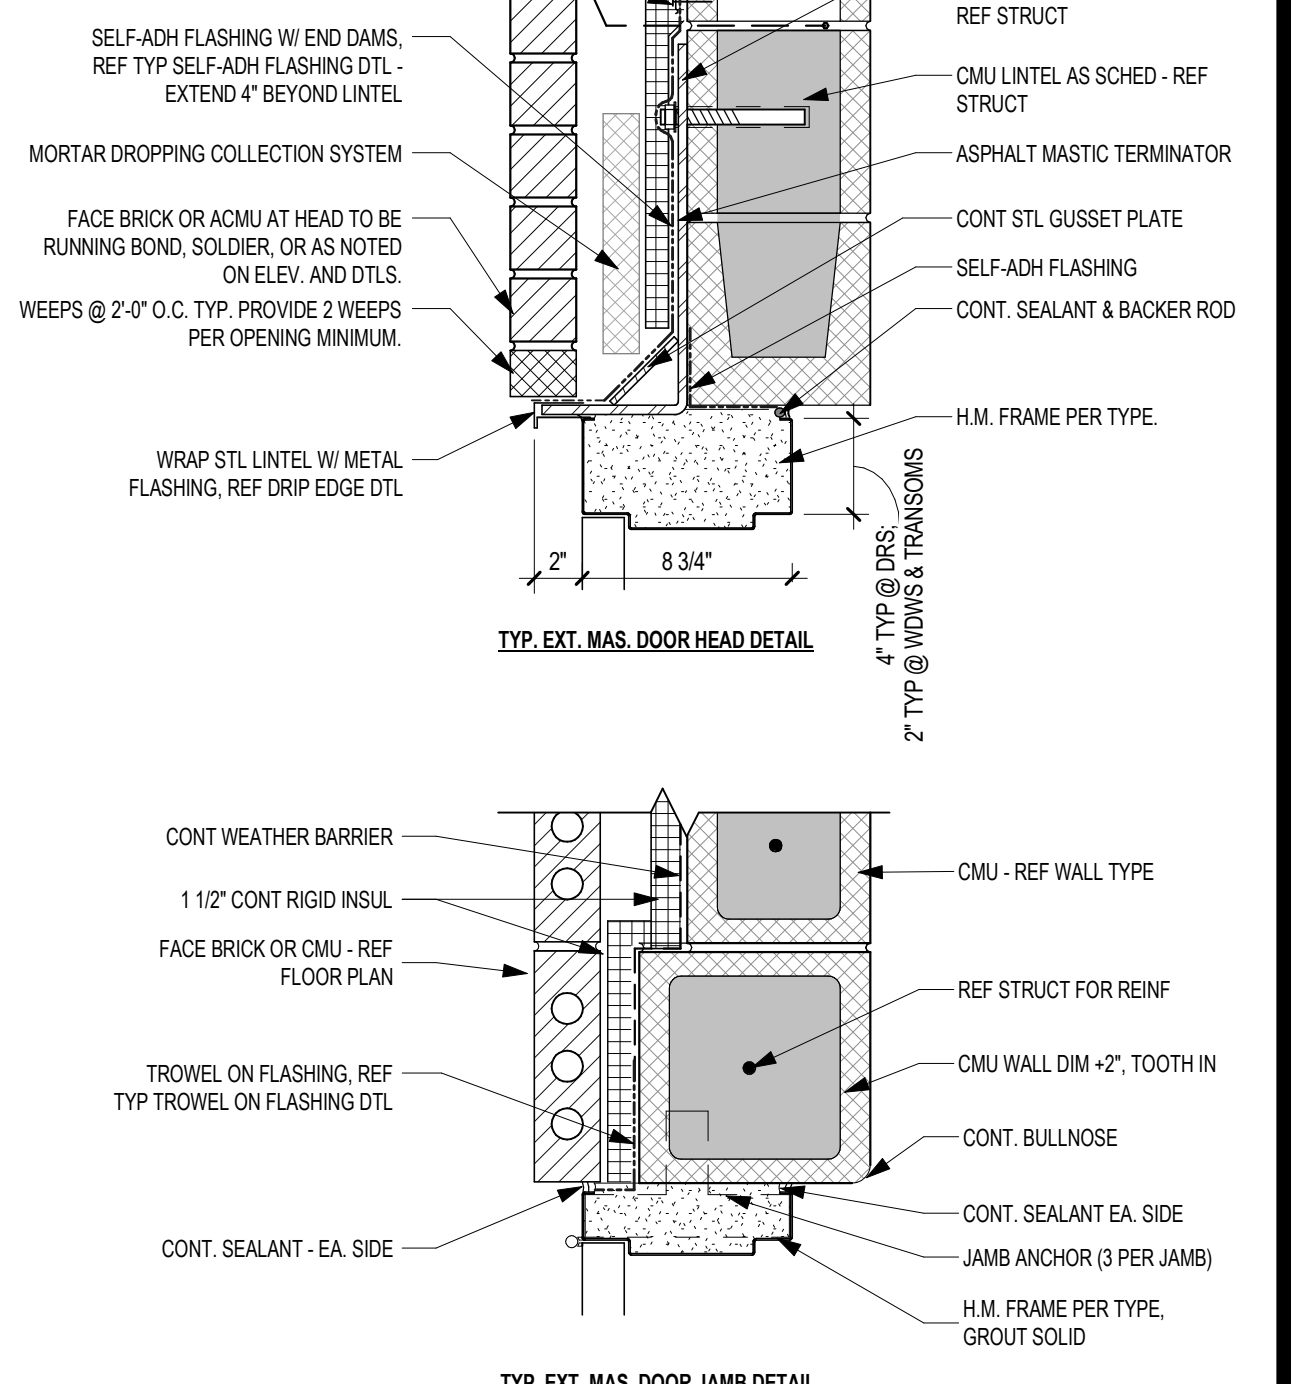 REF STRUCT
SELF-ADH FLASHING W/ END DAMS,
REF TYP SELF-ADH FLASHING DTL -
EXTEND 4" BEYOND LINTEL
CMU LINTEL AS SCHED - REF
STRUCT
MORTAR DROPPING COLLECTION SYSTEM
ASPHALT MASTIC TERMINATOR
FACE BRICK OR ACMU AT HEAD TO BE
RUNNING BOND, SOLDIER, OR AS NOTED
ON ELEV. AND DTLS.
CONT STL GUSSET PLATE
SELF-ADH FLASHING
WEEPS @ 2'-0" O.C. TYP. PROVIDE 2 WEEPS
PER OPENING MINIMUM.
CONT. SEALANT & BACKER ROD
H.M. FRAME PER TYPE.
WRAP STL LINTEL W/ METAL
FLASHING, REF DRIP EDGE DTL
4" TYP @ DRS;
2" TYP @ WDWS & TRANSOMS
2"
8 3/4"
TYP. EXT. MAS. DOOR HEAD DETAIL
CONT WEATHER BARRIER
1 1/2" CONT RIGID INSUL
FACE BRICK OR CMU - REF
FLOOR PLAN
TROWEL ON FLASHING, REF
TYP TROWEL ON FLASHING DTL
CONT. SEALANT - EA. SIDE
CMU - REF WALL TYPE
REF STRUCT FOR REINF
CMU WALL DIM +2", TOOTH IN
CONT. BULLNOSE
CONT. SEALANT EA. SIDE
JAMB ANCHOR (3 PER JAMB)
H.M. FRAME PER TYPE,
GROUT SOLID
TYP. EXT. MAS. DOOR JAMB DETAIL